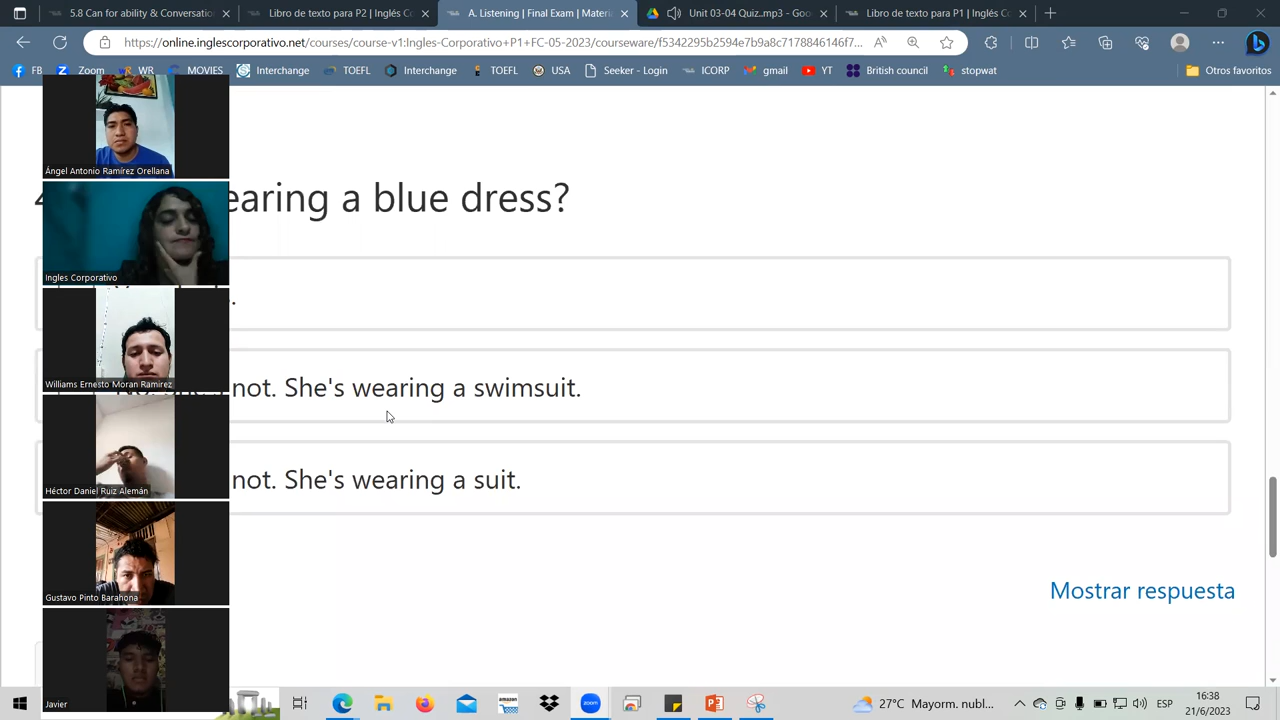 5.8 for an Conversatio
Libro de texto para P2 | Inglés C
A. Listening Final Exam | Materi
Unit 03 04 Quiz.mp3 - Goo
Libro de texto para P1 | Inglés C
https://online.inglescorporativo.net/courses/course-v1:Ingles-Corporativo+P1+FC-05-2023/courseware/f5342295b2594e7b9a8c7178846146f7...
F
Zoom
WR
MOVIES
Interchange
TOEFL
Interchange
TOEFL
USA
Seeker - Login
ICORP
gmail
YT
British council
stopot
Otros favoritos
Ángel Antonio Ramírez Orellana
earing a blue dress?
Ingles Corporativo
not. She's wearing a swimsuit.
Williams Ernesto Moran Ramirez
not. She's wearing a suit.
Héctor Daniel Ruiz Alemán
Mostrar respuesta
Gustavo Pinto Barahona
Javier
amazon
zoom
27°C Mayorm. nubl...
ESP
16:38
21/6/2023